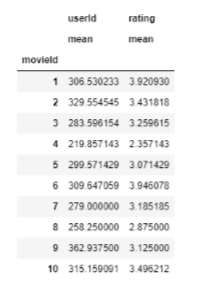 userId rating
mean mean
movieId
1 306.530233 3.920930
2 329.554545 3.431818
3 283.596154 3.259615
4 219.857143 2.357143
5 299.571429 3.071429
6 309.647059 3.946078
7 279.000000 3.185185
8 258.250000 2.875000
9 362.937500 3.125000
10 315.159091 3.496212